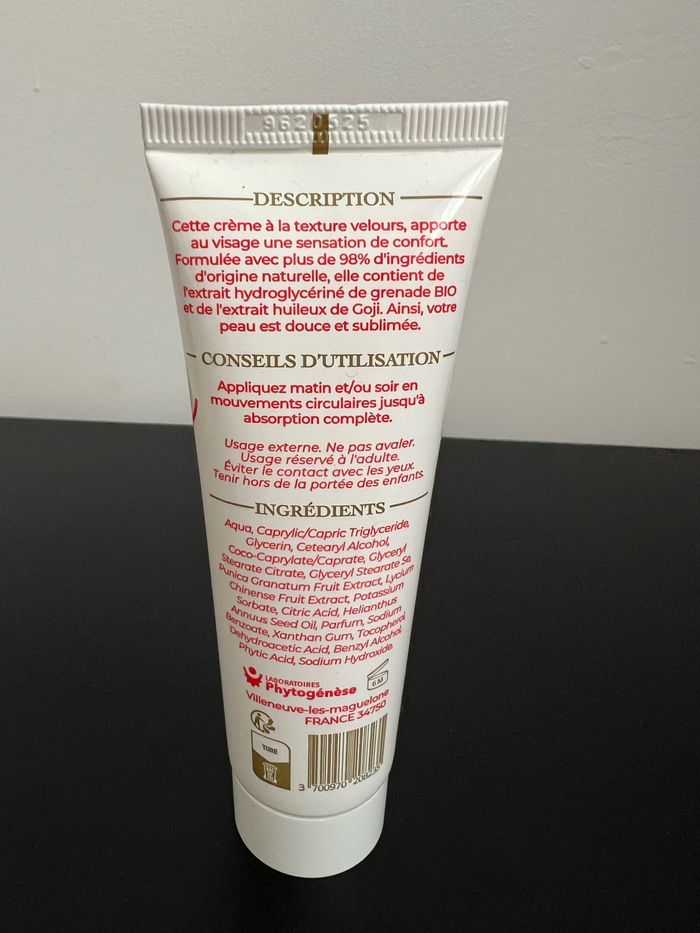 9620525
DESCRIPTION
Cette crème à la texture velours, apporte
au visage une sensation de confort.
Formulée avec plus de 98% d'ingrédients
d'origine naturelle, elle contient de
l'extrait hydroglycériné de grenade BIO
et de l'extrait huileux de Goji. Ainsi, votre
peau est douce et sublimée.
CONSEILS D'UTILISATION
Appliquez matin et/ou soir en
mouvements circulaires jusqu'à
absorption complète.
Usage externe. Ne pas avaler.
Usage réservé à l'adulte.
Éviter le contact avec les yeux.
Tenir hors de la portée des enfants.
INGRÉDIENTS
Aqua, Caprylic/Capric Triglyceride,
Glycerin, Cetearyl Alcohol,
Coco-Caprylate/Caprate, Glyceryl
Stearate Citrate, Glyceryl Stearate Se,
Punica Granatum Fruit Extract, Lycium
Chinense Fruit Extract, Potassium
Sorbate, Citric Acid, Helianthus
Annuus Seed Oil, Parfum, Sodium
Benzoate, Xanthan Gum, Tocopherol,
Dehydroacetic Acid, Benzyl Alcohol,
Phytic Acid, Sodium Hydroxide.
LABORATOIRES
Phytogénèse
6M
Villeneuve-les-maguelone
FRANCE 34750
TUBE
3 700970 208235